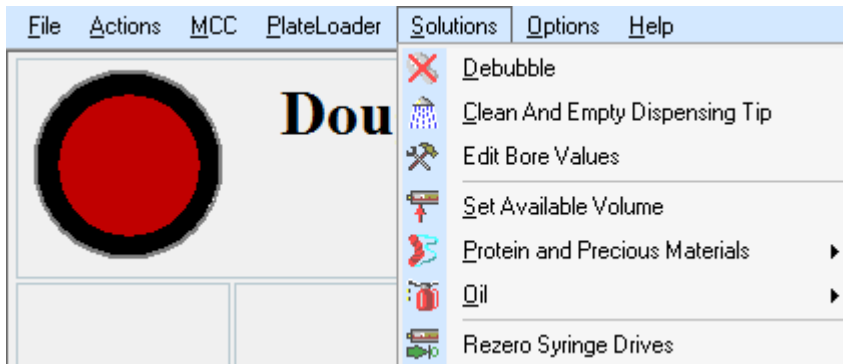 File Actions MCC PlateLoader Solutions Options Help
Dou
Debubble
Clean And Empty Dispensing Tip
Edit Bore Values
Set Available Volume
Protein and Precious Materials
Oil
Rezero Syringe Drives